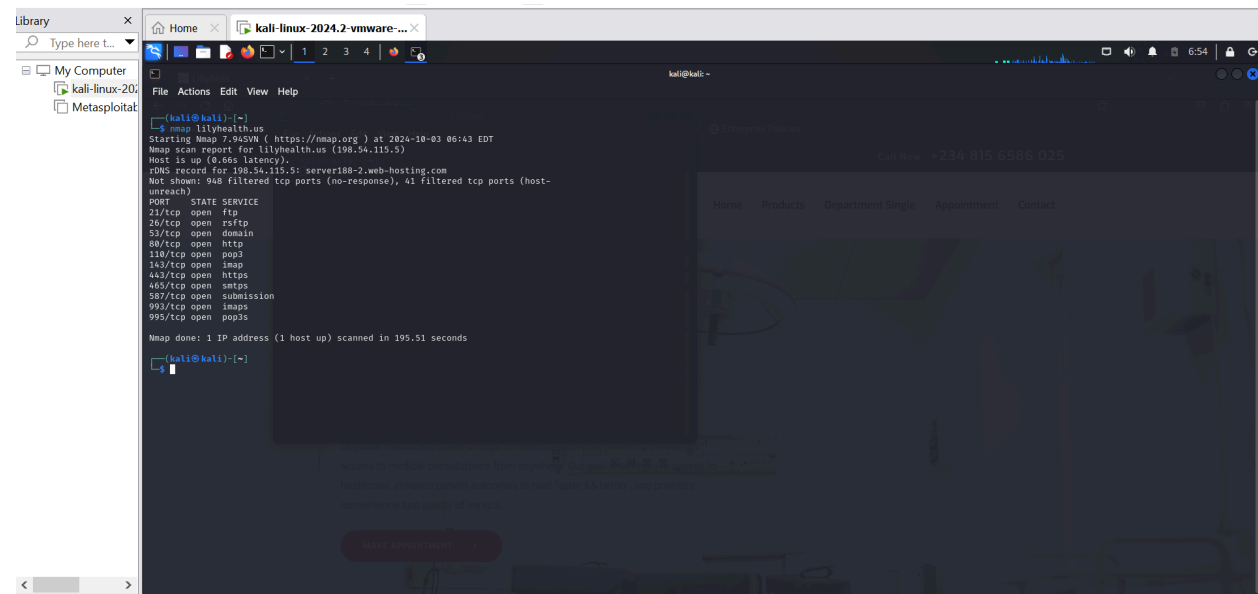 Library ×
Home ×
kali-linux-2024.2-vmware-... ×
Type here t...
1 2 3 4
6:54
My Computer
kali-linux-202
Metasploitab
kali@kali: ~
File Actions Edit View Help
┌──(kali㉿kali)-[~]
└─$ nmap lilyhealth.us
Starting Nmap 7.94SVN ( https://nmap.org ) at 2024-10-03 06:43 EDT
Nmap scan report for lilyhealth.us (198.54.115.5)
Host is up (0.66s latency).
rDNS record for 198.54.115.5: server188-2.web-hosting.com
Not shown: 948 filtered tcp ports (no-response), 41 filtered tcp ports (host-
unreach)
PORT STATE SERVICE
21/tcp open ftp
26/tcp open rsftp
53/tcp open domain
80/tcp open http
110/tcp open pop3
143/tcp open imap
443/tcp open https
465/tcp open smtps
587/tcp open submission
993/tcp open imaps
995/tcp open pop3s
Nmap done: 1 IP address (1 host up) scanned in 195.51 seconds
┌──(kali㉿kali)-[~]
└─$
Call Now +234 815 6586 025
Home Products Department Single Appointment Contact
MAKE APPOINTMENT